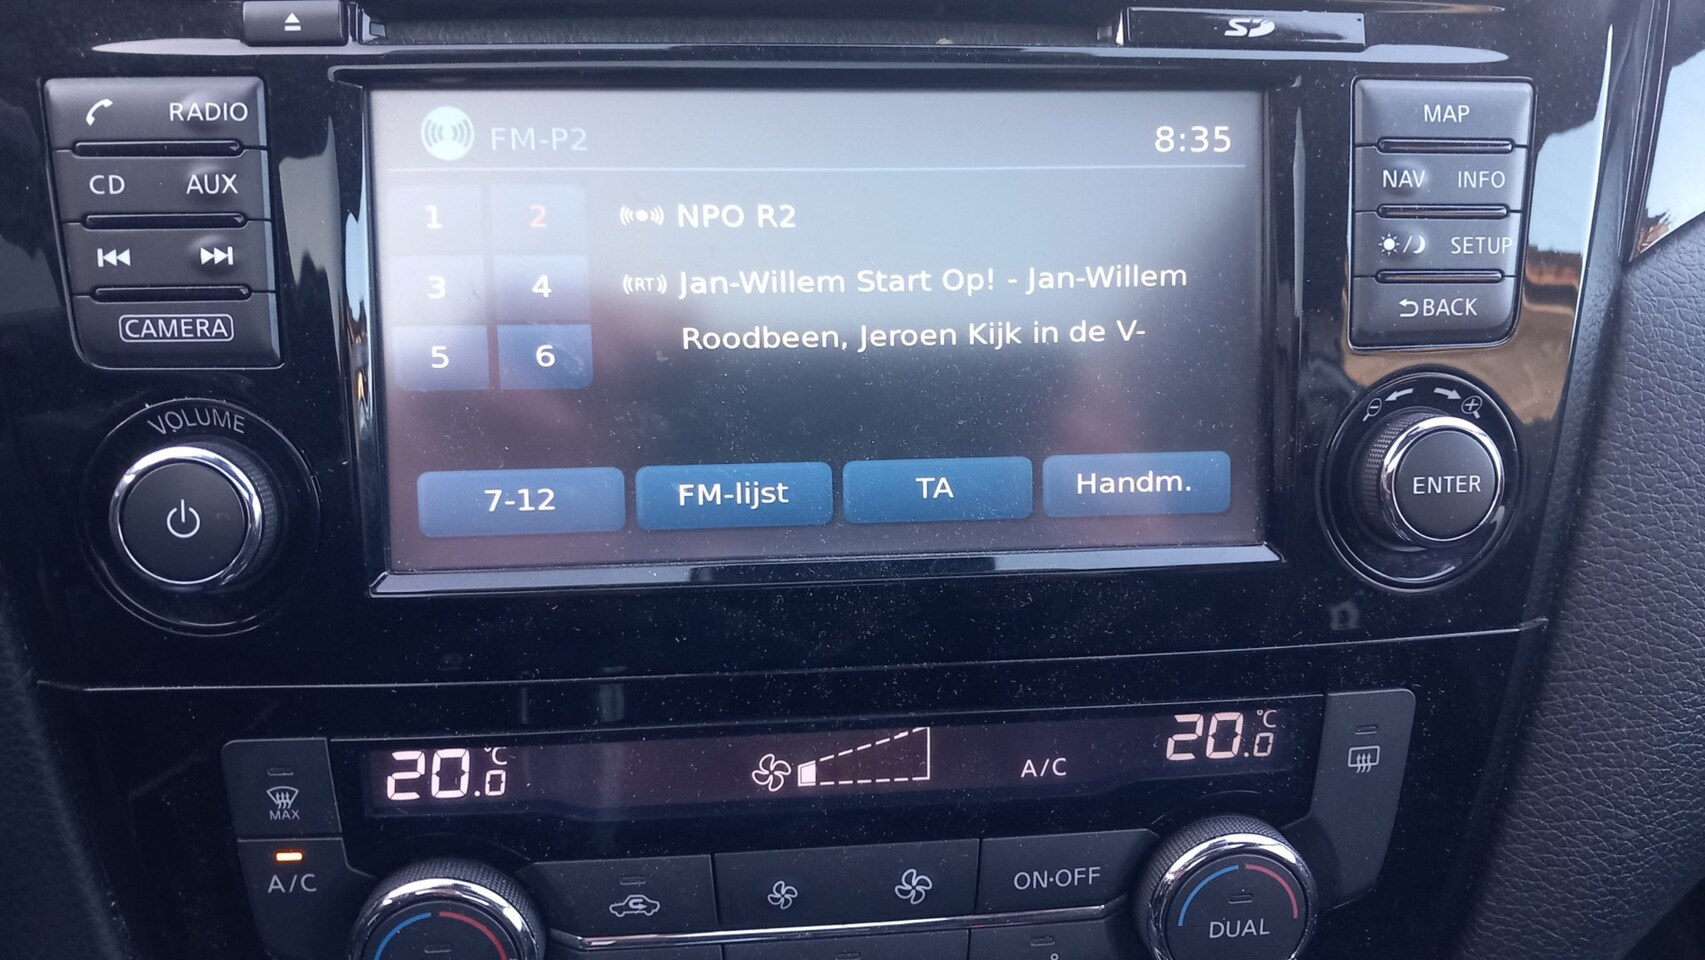 SD
RADIO
CD AUX
CAMERA
VOLUME
FM-P2 8:35
1 2
3 4
5 6
NPO R2
(RT) Jan-Willem Start Op! - Jan-Willem
Roodbeen, Jeroen Kijk in de V-
7-12 FM-lijst TA Handm.
MAP
NAV INFO
SETUP
BACK
ENTER
20.0 °C
A/C
20.0 °C
MAX
A/C
ON·OFF
DUAL